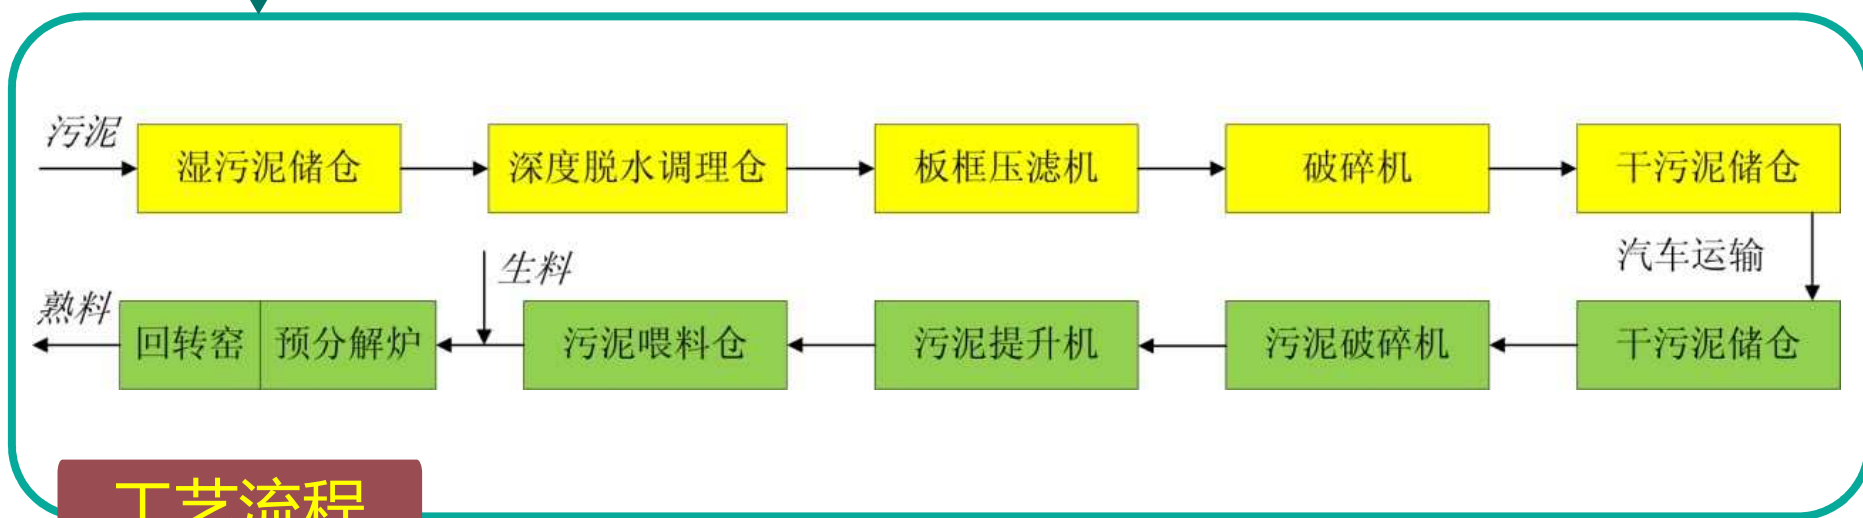 污泥
湿污泥储仓
深度脱水调理仓
板框压滤机
破碎机
干污泥储仓
汽车运输
生料
熟料
回转窑
预分解炉
污泥喂料仓
污泥提升机
污泥破碎机
干污泥储仓
工艺流程